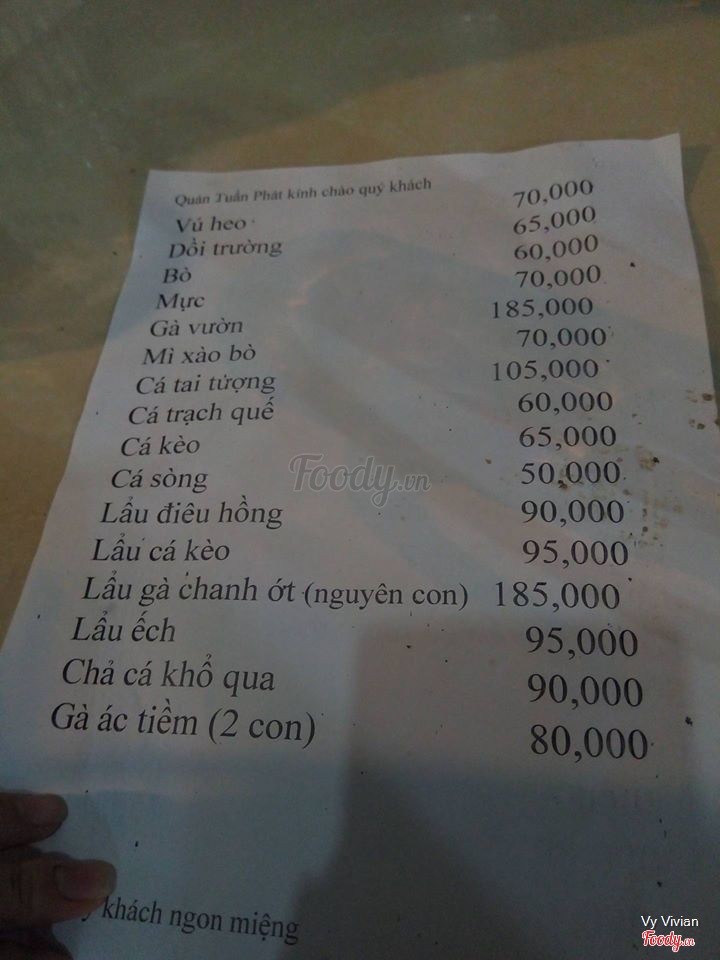 Quán Tuấn Phát kính chào quý khách
Vú heo 70,000
Dồi trường 65,000
Bò 60,000
Mực 70,000
Gà vườn 185,000
Mì xào bò 70,000
Cá tai tượng 105,000
Cá trạch quế 60,000
Cá kèo 65,000
Cá sòng 50,000
Lẩu điêu hồng 90,000
Lẩu cá kèo 95,000
Lẩu gà chanh ớt (nguyên con) 185,000
Lẩu ếch 95,000
Chả cá khổ qua 90,000
Gà ác tiềm (2 con) 80,000
khách ngon miệng
Foody.vn
Vy Vivian
Foody.vn